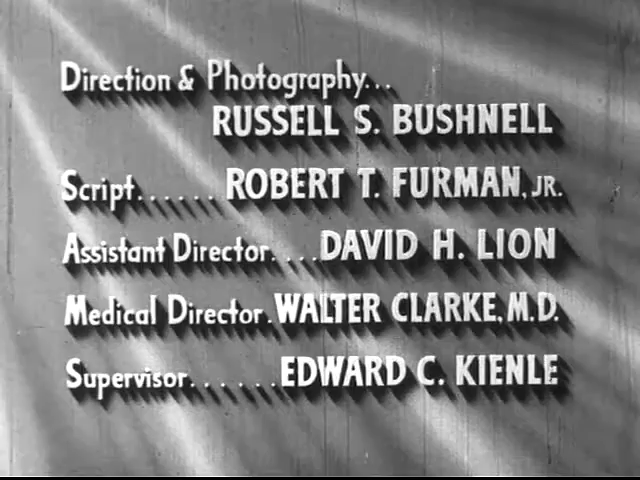 Direction & Photography...
RUSSELL S. BUSHNELL
Script...... ROBERT T. FURMAN, JR.
Assistant Director....DAVID H. LION
Medical Director.WALTER CLARKE, M.D.
Supervisor......EDWARD C. KIENLE